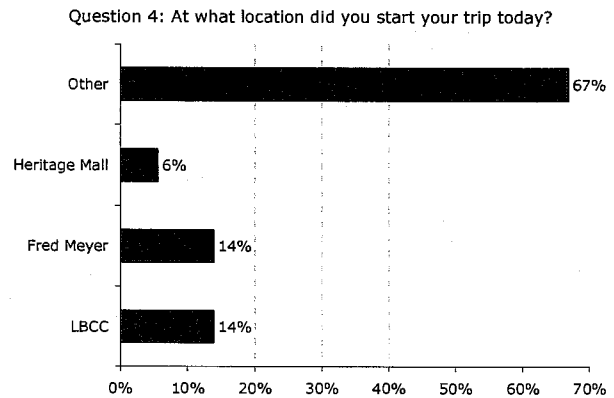 Question 4: At what location did you start your trip today?
Other
67%
Heritage Mall
6%
Fred Meyer
14%
LBCC
14%
0% 10% 20% 30% 40% 50% 60% 70%